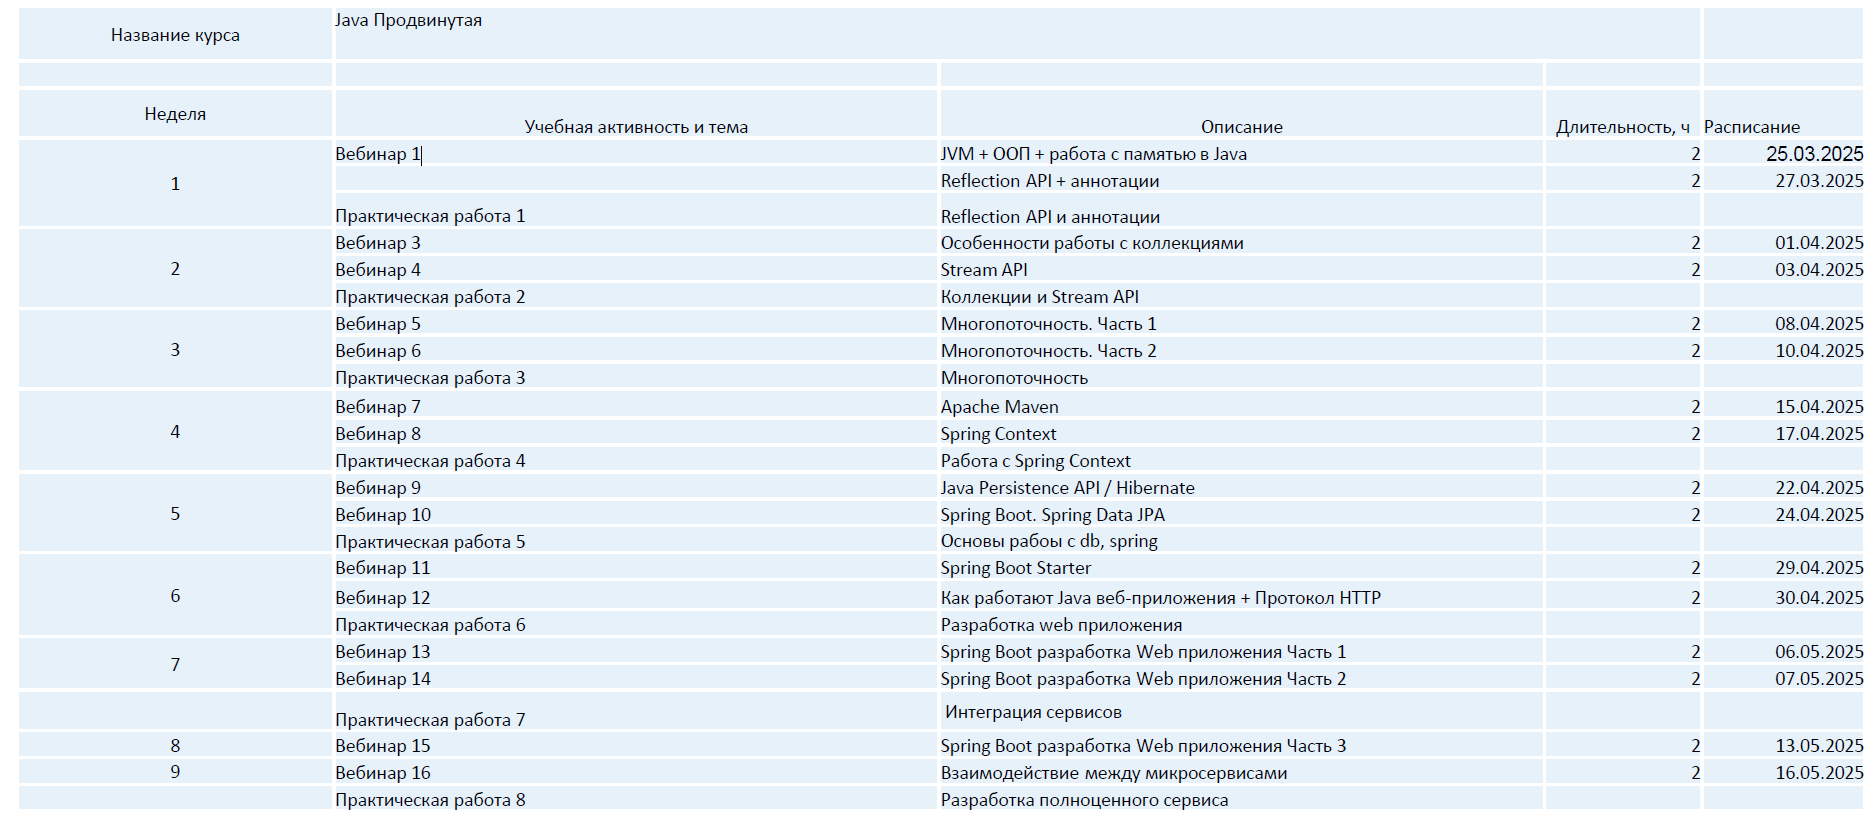 Название курса Java Продвинутая
Неделя Учебная активность и тема Описание Длительность, ч Расписание
1
Вебинар 1 JVM + ООП + работа с памятью в Java 2 25.03.2025
Reflection API + аннотации 2 27.03.2025
Практическая работа 1 Reflection API и аннотации
2
Вебинар 3 Особенности работы с коллекциями 2 01.04.2025
Вебинар 4 Stream API 2 03.04.2025
Практическая работа 2 Коллекции и Stream API
3
Вебинар 5 Многопоточность. Часть 1 2 08.04.2025
Вебинар 6 Многопоточность. Часть 2 2 10.04.2025
Практическая работа 3 Многопоточность
4
Вебинар 7 Apache Maven 2 15.04.2025
Вебинар 8 Spring Context 2 17.04.2025
Практическая работа 4 Работа с Spring Context
5
Вебинар 9 Java Persistence API / Hibernate 2 22.04.2025
Вебинар 10 Spring Boot. Spring Data JPA 2 24.04.2025
Практическая работа 5 Основы рабоы с db, spring
6
Вебинар 11 Spring Boot Starter 2 29.04.2025
Вебинар 12 Как работают Java веб-приложения + Протокол HTTP 2 30.04.2025
Практическая работа 6 Разработка web приложения
7
Вебинар 13 Spring Boot разработка Web приложения Часть 1 2 06.05.2025
Вебинар 14 Spring Boot разработка Web приложения Часть 2 2 07.05.2025
Практическая работа 7 Интеграция сервисов
8 Вебинар 15 Spring Boot разработка Web приложения Часть 3 2 13.05.2025
9 Вебинар 16 Взаимодействие между микросервисами 2 16.05.2025
Практическая работа 8 Разработка полноценного сервиса